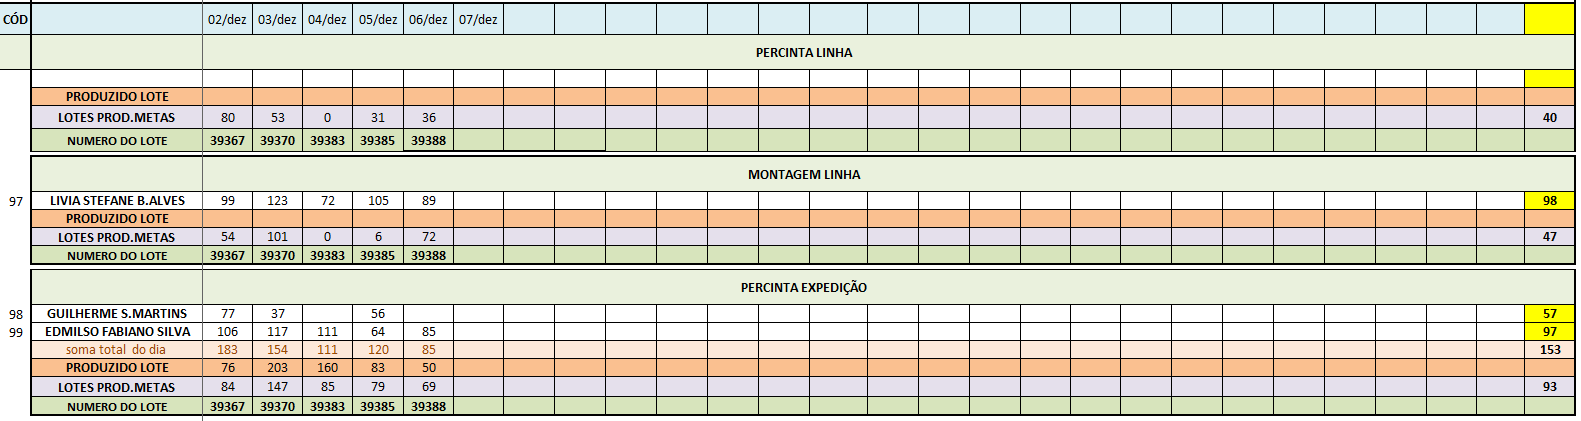 CÓD 02/dez 03/dez 04/dez 05/dez 06/dez 07/dez
PERCINTA LINHA
PRODUZIDO LOTE
LOTES PROD.METAS 80 53 0 31 36 40
NUMERO DO LOTE 39367 39370 39383 39385 39388
MONTAGEM LINHA
97 LIVIA STEFANE B.ALVES 99 123 72 105 89 98
PRODUZIDO LOTE
LOTES PROD.METAS 54 101 0 6 72 47
NUMERO DO LOTE 39367 39370 39383 39385 39388
PERCINTA EXPEDIÇÃO
98 GUILHERME S.MARTINS 77 37 56 57
99 EDMILSO FABIANO SILVA 106 117 111 64 85 97
soma total do dia 183 154 111 120 85 153
PRODUZIDO LOTE 76 203 160 83 50
LOTES PROD.METAS 84 147 85 79 69 93
NUMERO DO LOTE 39367 39370 39383 39385 39388